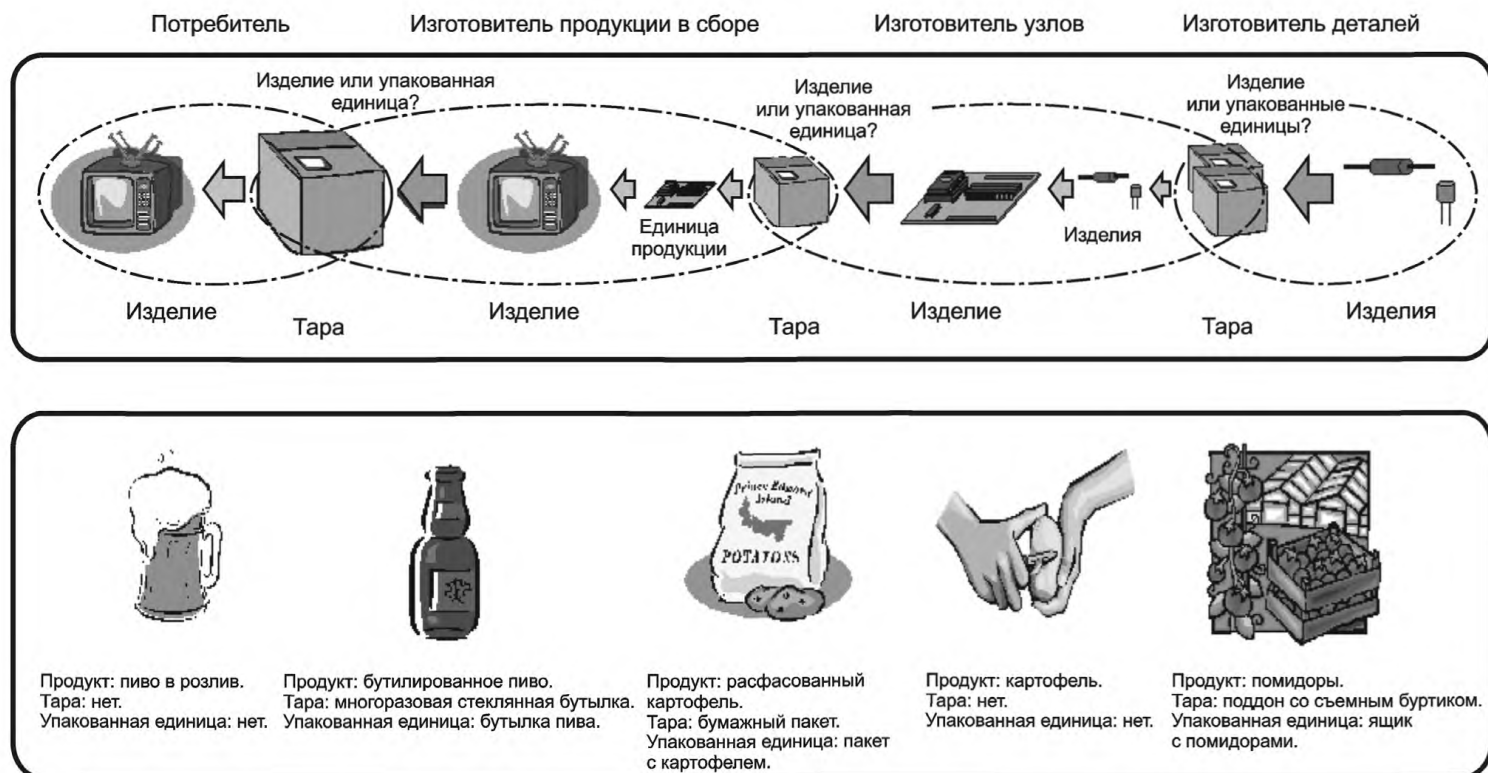 Потребитель
Изготовитель продукции в сборе
Изготовитель узлов
Изготовитель деталей
Изделие или упакованная
единица?
Изделие
или упакованная
единица?
Изделие
или упакованные
единицы?
Единица
продукции
Изделия
Изделие
Тара
Изделие
Тара
Изделие
Тара
Изделия
Prince Edward
Island
POTATOES
Продукт: пиво в розлив.
Тара: нет.
Упакованная единица: нет.
Продукт: бутилированное пиво.
Тара: многоразовая стеклянная бутылка.
Упакованная единица: бутылка пива.
Продукт: расфасованный
картофель.
Тара: бумажный пакет.
Упакованная единица: пакет
с картофелем.
Продукт: картофель.
Тара: нет.
Упакованная единица: нет.
Продукт: помидоры.
Тара: поддон со съемным буртиком.
Упакованная единица: ящик
с помидорами.